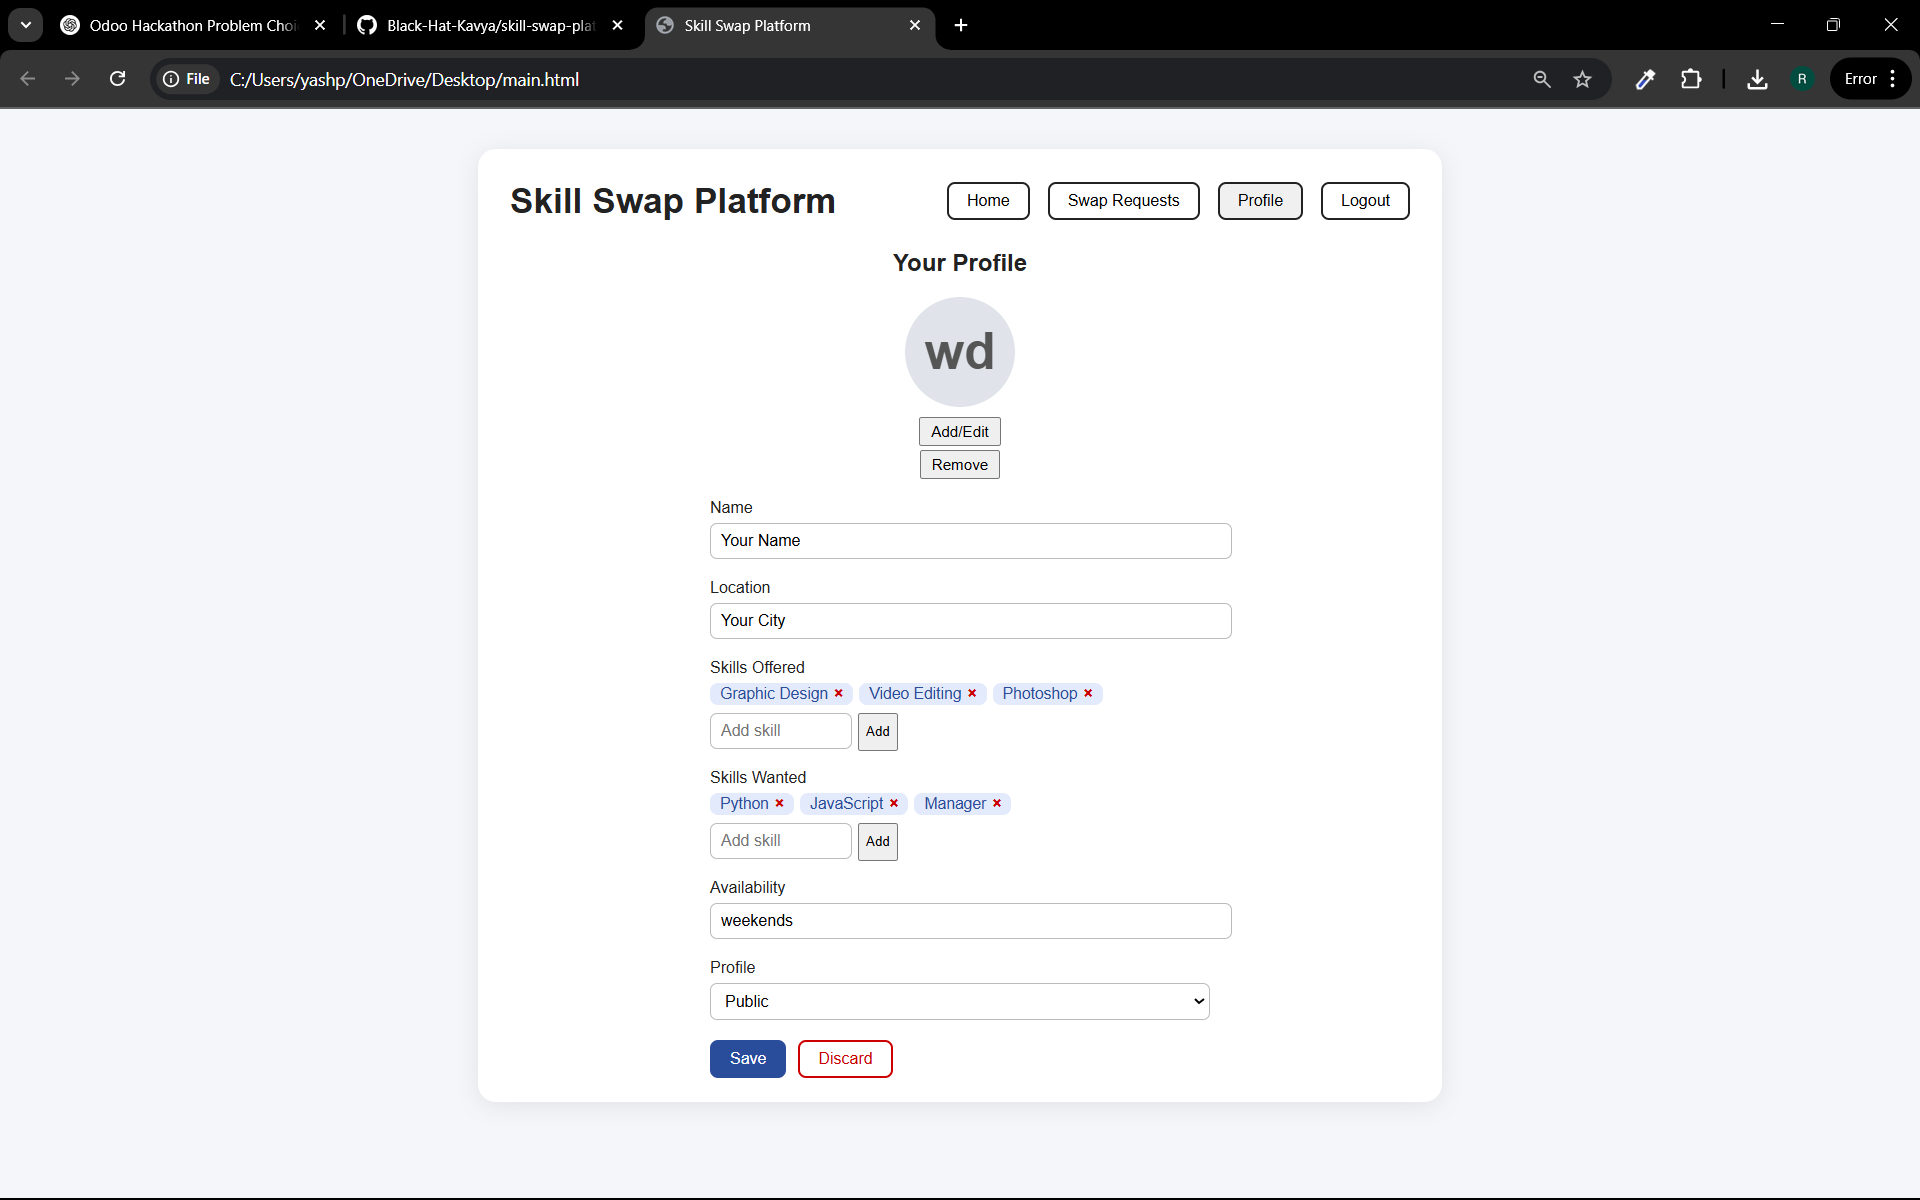 Odoo Hackathon Problem Choi
Black-Hat-Kavya/skill-swap-plat
Skill Swap Platform
File
C:/Users/yashp/OneDrive/Desktop/main.html
R
Error
Skill Swap Platform
Home
Swap Requests
Profile
Logout
Your Profile
wd
Add/Edit
Remove
Name
Your Name
Location
Your City
Skills Offered
Graphic Design × Video Editing × Photoshop ×
Add skill
Add
Skills Wanted
Python × JavaScript × Manager ×
Add skill
Add
Availability
weekends
Profile
Public
Save
Discard